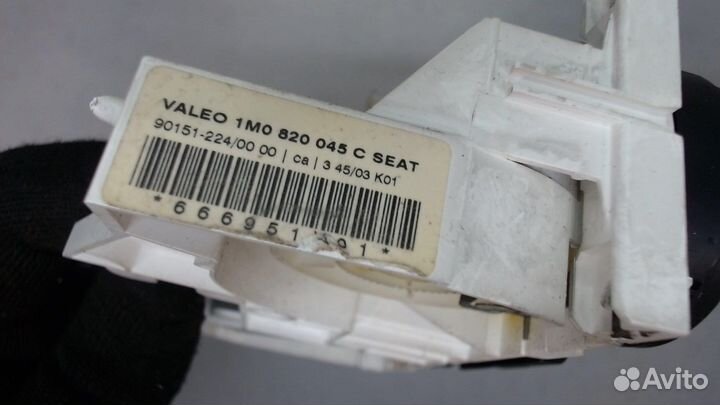 VALEO 1M0 820 045 C SEAT
90151-224/00 00 | ca | 3 45/03 K01
Avito